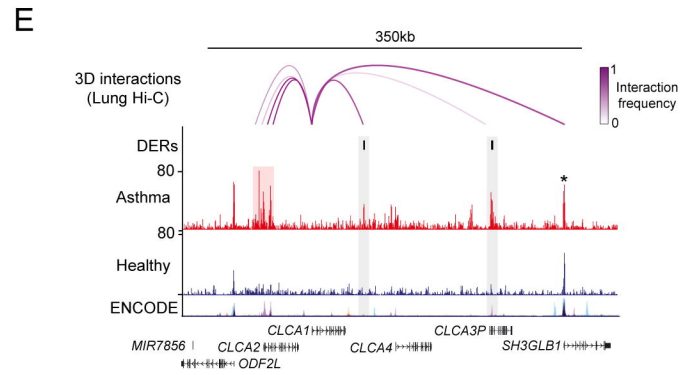 E
350kb
3D interactions
(Lung Hi-C)
1
Interaction
frequency
0
DERs
80
Asthma
*
80
Healthy
ENCODE
CLCA1
CLCA3P
MIR7856
CLCA2
CLCA4
SH3GLB1
ODF2L